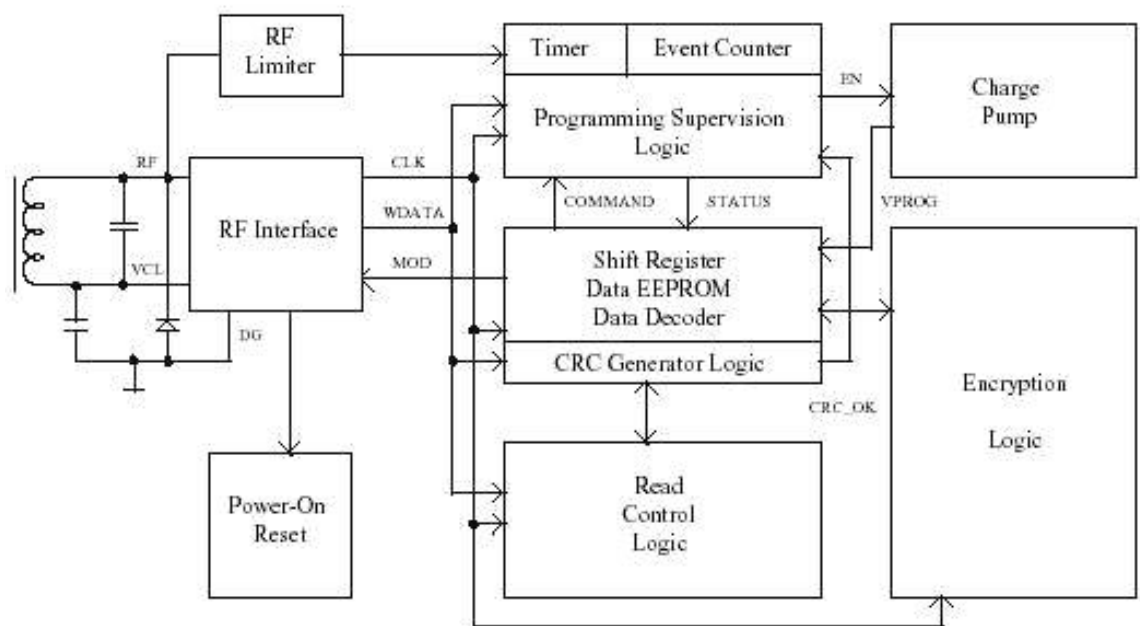 RF
Limiter
Timer
Event Counter
Programming Supervision
Logic
EN
Charge
Pump
RF
CLK
WDATA
COMMAND
STATUS
VPROG
RF Interface
VCL
MOD
DG
Shift Register
Data EEPROM
Data Decoder
CRC Generator Logic
CRC_OK
Encryption
Logic
Power-On
Reset
Read
Control
Logic